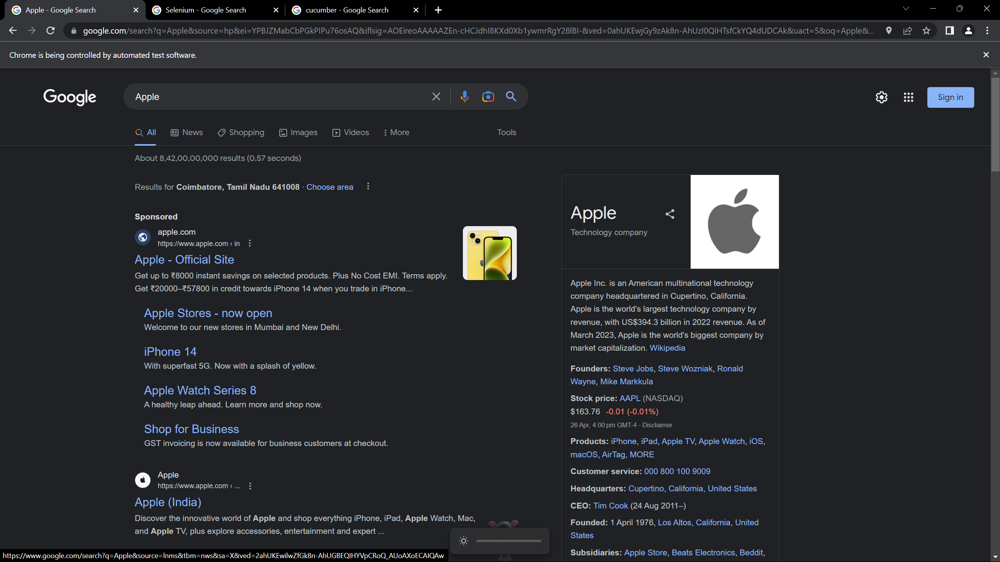 Apple - Google Search
Selenium - Google Search
cucumber - Google Search
google.com/search?q=Apple&source=hp&ei=YPBJZMabCbPGkPIPu76osAQ&iflsig=AOEireoAAAAAZEn-cHCJdhI8KXd0Xb1ywmrRgY28lBI-&ved=0ahUKEwjGy9zAk8n-AhUzI0QIHTsfCkYQ4dUDCAk&uact=5&oq=Apple&...
Chrome is being controlled by automated test software.
Google
Apple
Sign in
All
News
Shopping
Images
Videos
More
Tools
About 8,42,00,00,000 results (0.57 seconds)
Results for Coimbatore, Tamil Nadu 641008 · Choose area
Sponsored
apple.com
https://www.apple.com › in
Apple - Official Site
Get up to ₹8000 instant savings on selected products. Plus No Cost EMI. Terms apply.
Get ₹20000–₹57800 in credit towards iPhone 14 when you trade in iPhone...
Apple Stores - now open
Welcome to our new stores in Mumbai and New Delhi.
iPhone 14
With superfast 5G. Now with a splash of yellow.
Apple Watch Series 8
A healthy leap ahead. Learn more and shop now.
Shop for Business
GST invoicing is now available for business customers at checkout.
Apple
https://www.apple.com › ...
Apple (India)
Discover the innovative world of Apple and shop everything iPhone, iPad, Apple Watch, Mac,
and Apple TV, plus explore accessories, entertainment and expert ...
Apple
Technology company
Apple Inc. is an American multinational technology
company headquartered in Cupertino, California.
Apple is the world's largest technology company by
revenue, with US$394.3 billion in 2022 revenue. As of
March 2023, Apple is the world's biggest company by
market capitalization. Wikipedia
Founders: Steve Jobs, Steve Wozniak, Ronald
Wayne, Mike Markkula
Stock price: AAPL (NASDAQ)
$163.76 -0.01 (-0.01%)
26 Apr, 4:00 pm GMT-4 - Disclaimer
Products: iPhone, iPad, Apple TV, Apple Watch, iOS,
macOS, AirTag, MORE
Customer service: 000 800 100 9009
Headquarters: Cupertino, California, United States
CEO: Tim Cook (24 Aug 2011–)
Founded: 1 April 1976, Los Altos, California, United
States
Subsidiaries: Apple Store, Beats Electronics, Beddit,
https://www.google.com/search?q=Apple&source=lnms&tbm=nws&sa=X&ved=2ahUKEwilwZfGk8n-AhUGBEQIHYVpCRoQ_AUoAXoECAIQAw